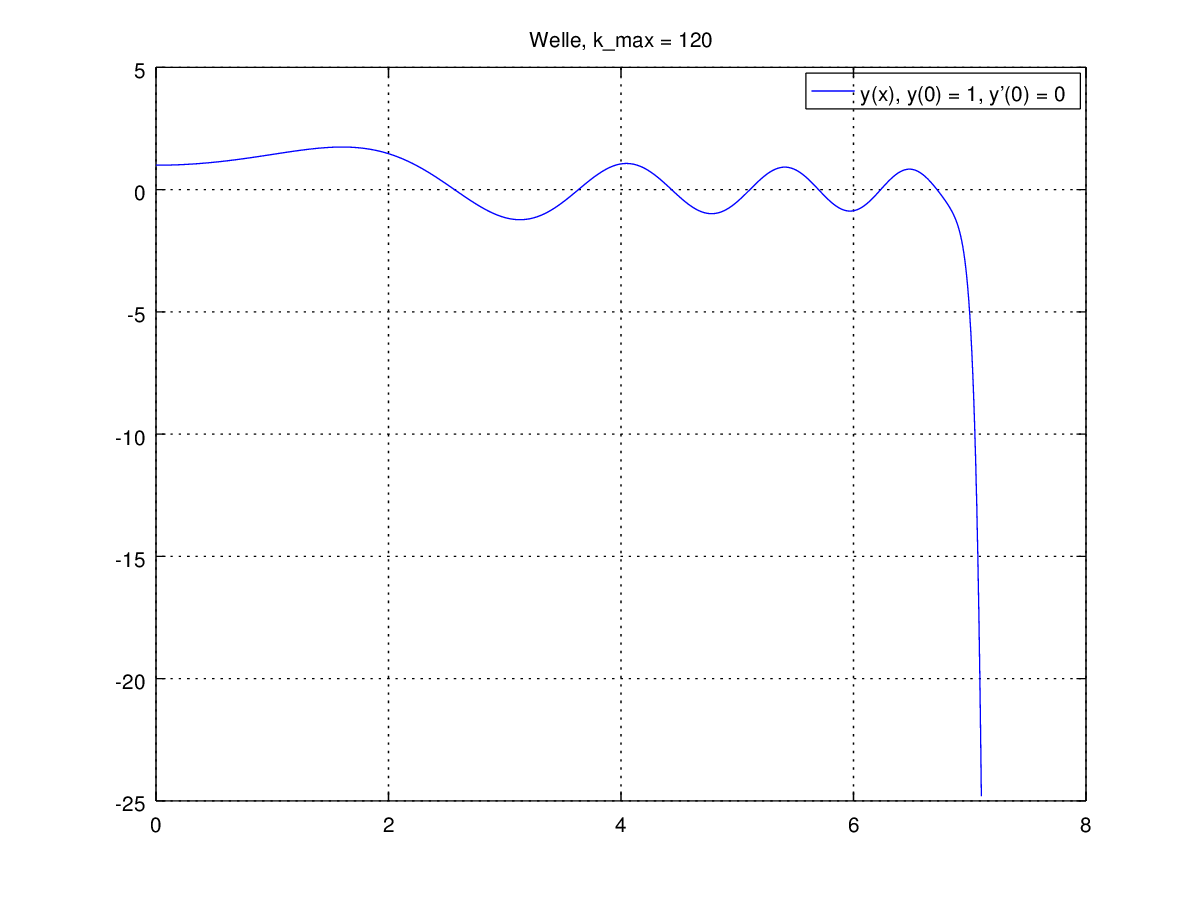 Welle, k_max = 120
y(x), y(0) = 1, y'(0) = 0
5
0
-5
-10
-15
-20
-25
0 2 4 6 8